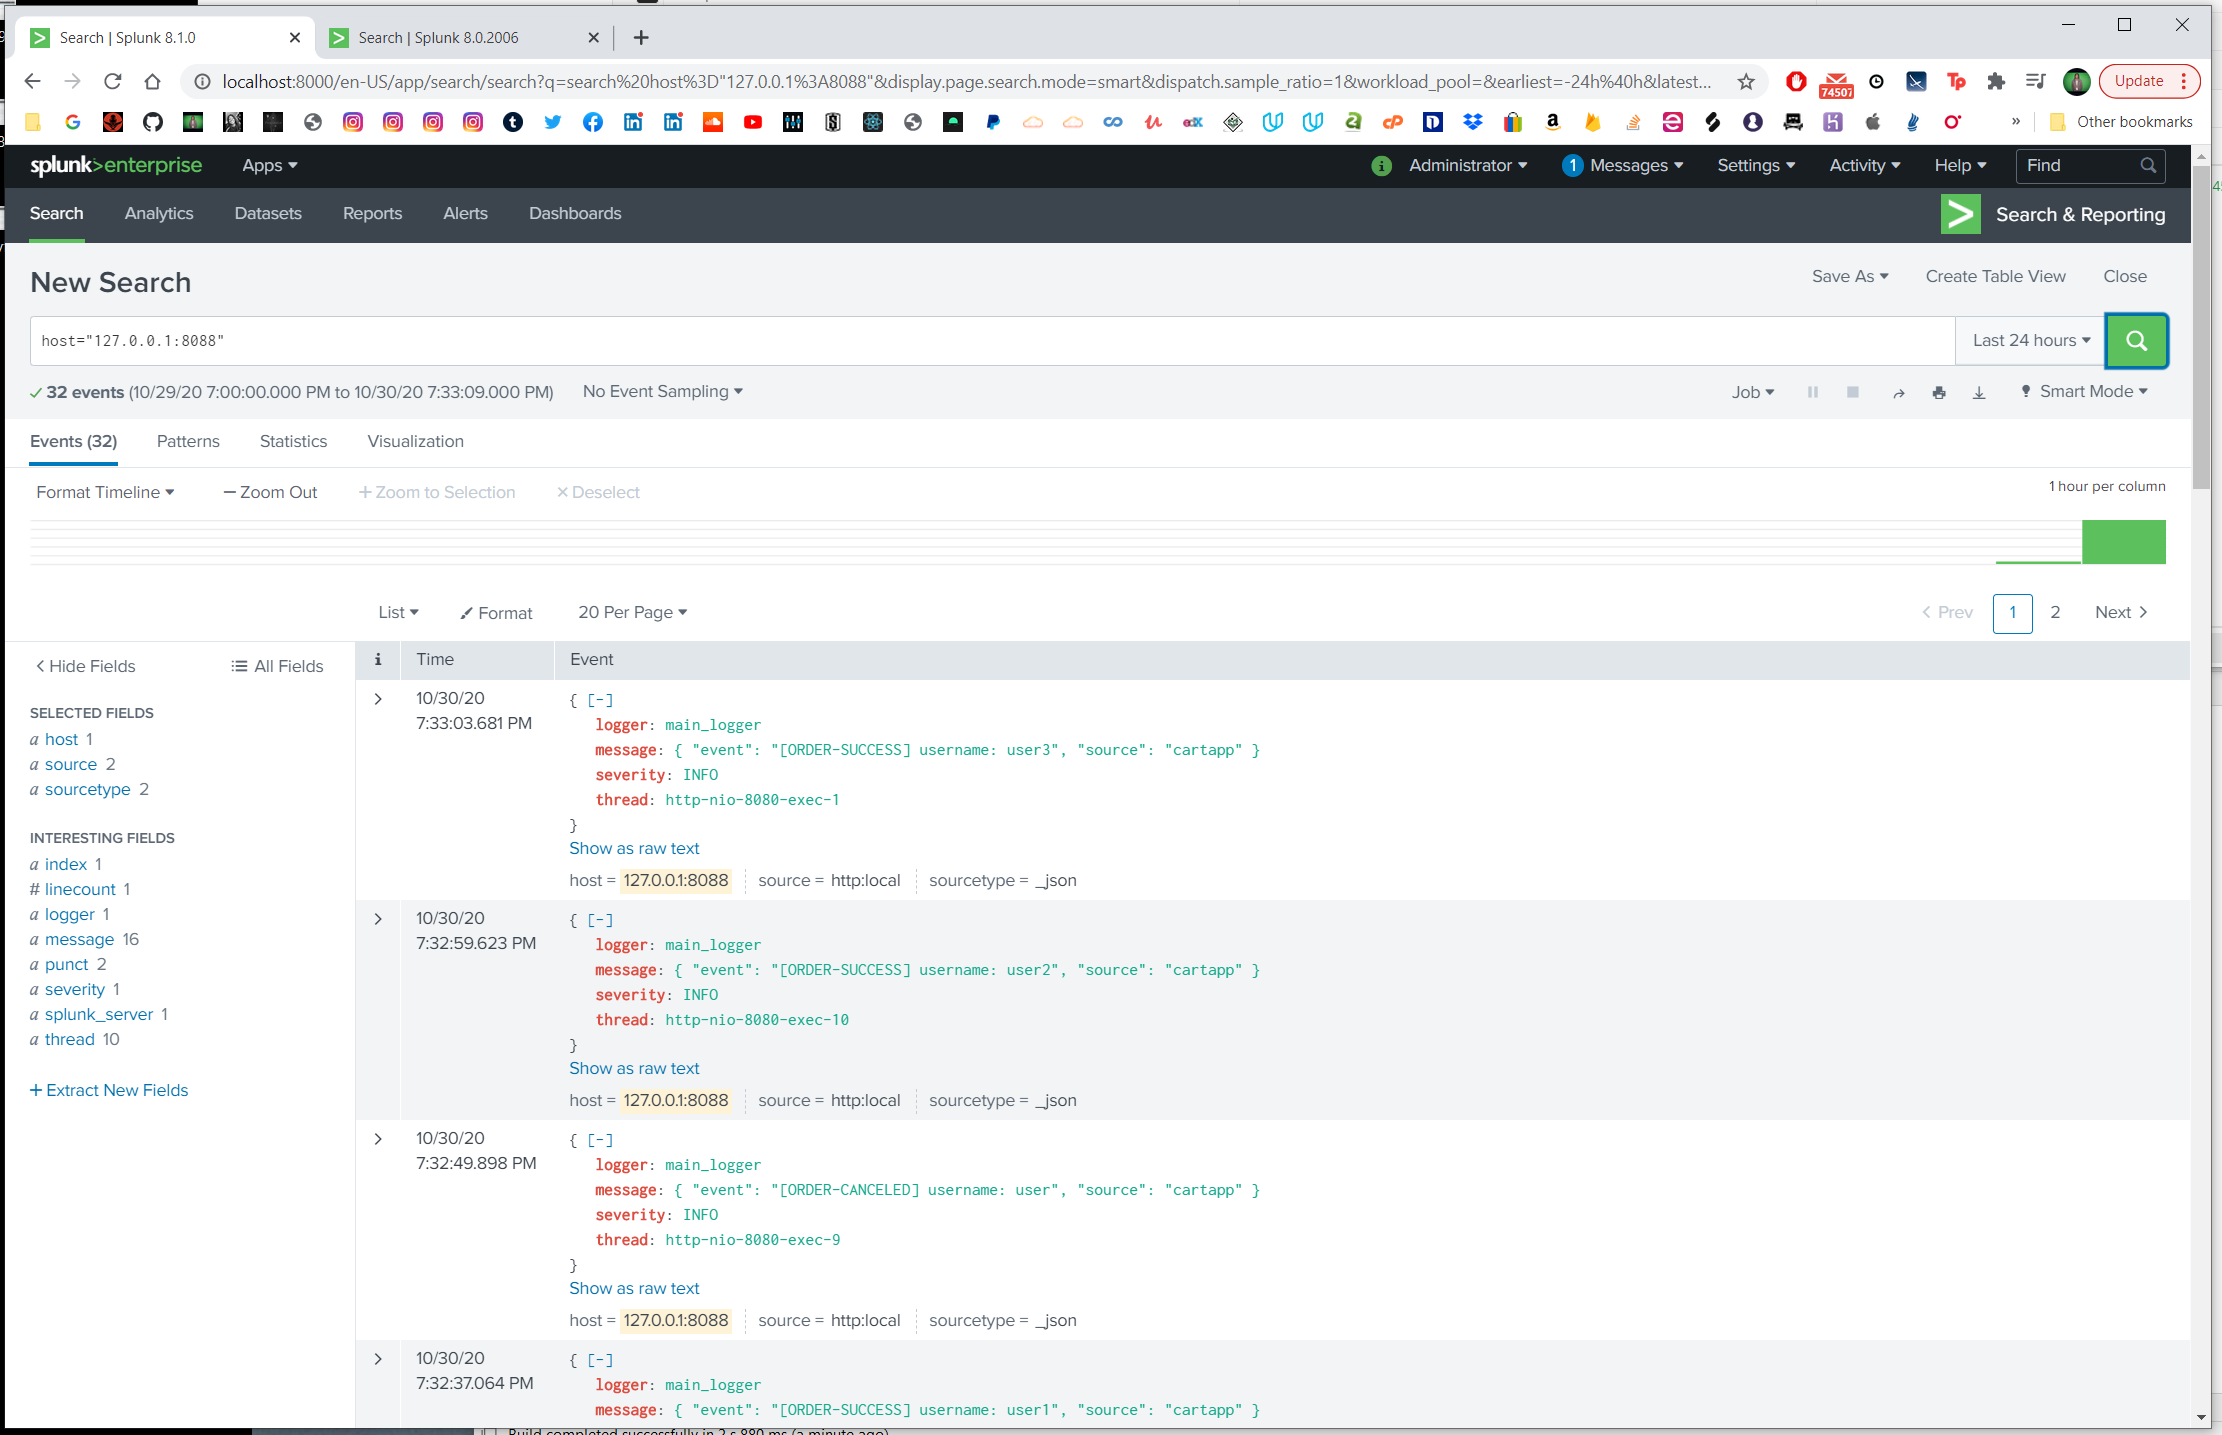 Search | Splunk 8.1.0
Search | Splunk 8.0.2006
localhost:8000/en-US/app/search/search?q=search%20host%3D"127.0.0.1%3A8088"&display.page.search.mode=smart&dispatch.sample_ratio=1&workload_pool=&earliest=-24h%40h&latest...
74507
Update
Other bookmarks
splunk>enterprise
Apps
Administrator
1 Messages
Settings
Activity
Help
Find
Search
Analytics
Datasets
Reports
Alerts
Dashboards
Search & Reporting
New Search
Save As
Create Table View
Close
host="127.0.0.1:8088"
Last 24 hours
32 events (10/29/20 7:00:00.000 PM to 10/30/20 7:33:09.000 PM)
No Event Sampling
Job
Smart Mode
Events (32)
Patterns
Statistics
Visualization
Format Timeline
Zoom Out
Zoom to Selection
Deselect
1 hour per column
List
Format
20 Per Page
Prev
1
2
Next
Hide Fields
All Fields
SELECTED FIELDS
a host 1
a source 2
a sourcetype 2
INTERESTING FIELDS
a index 1
# linecount 1
a logger 1
a message 16
a punct 2
a severity 1
a splunk_server 1
a thread 10
+ Extract New Fields
i
Time
Event
10/30/20
7:33:03.681 PM
{ [-]
logger: main_logger
message: { "event": "[ORDER-SUCCESS] username: user3", "source": "cartapp" }
severity: INFO
thread: http-nio-8080-exec-1
}
Show as raw text
host = 127.0.0.1:8088
source = http:local
sourcetype = _json
10/30/20
7:32:59.623 PM
{ [-]
logger: main_logger
message: { "event": "[ORDER-SUCCESS] username: user2", "source": "cartapp" }
severity: INFO
thread: http-nio-8080-exec-10
}
Show as raw text
host = 127.0.0.1:8088
source = http:local
sourcetype = _json
10/30/20
7:32:49.898 PM
{ [-]
logger: main_logger
message: { "event": "[ORDER-CANCELED] username: user", "source": "cartapp" }
severity: INFO
thread: http-nio-8080-exec-9
}
Show as raw text
host = 127.0.0.1:8088
source = http:local
sourcetype = _json
10/30/20
7:32:37.064 PM
{ [-]
logger: main_logger
message: { "event": "[ORDER-SUCCESS] username: user1", "source": "cartapp" }
Build completed successfully in 2 s 880 ms (a minute ago)